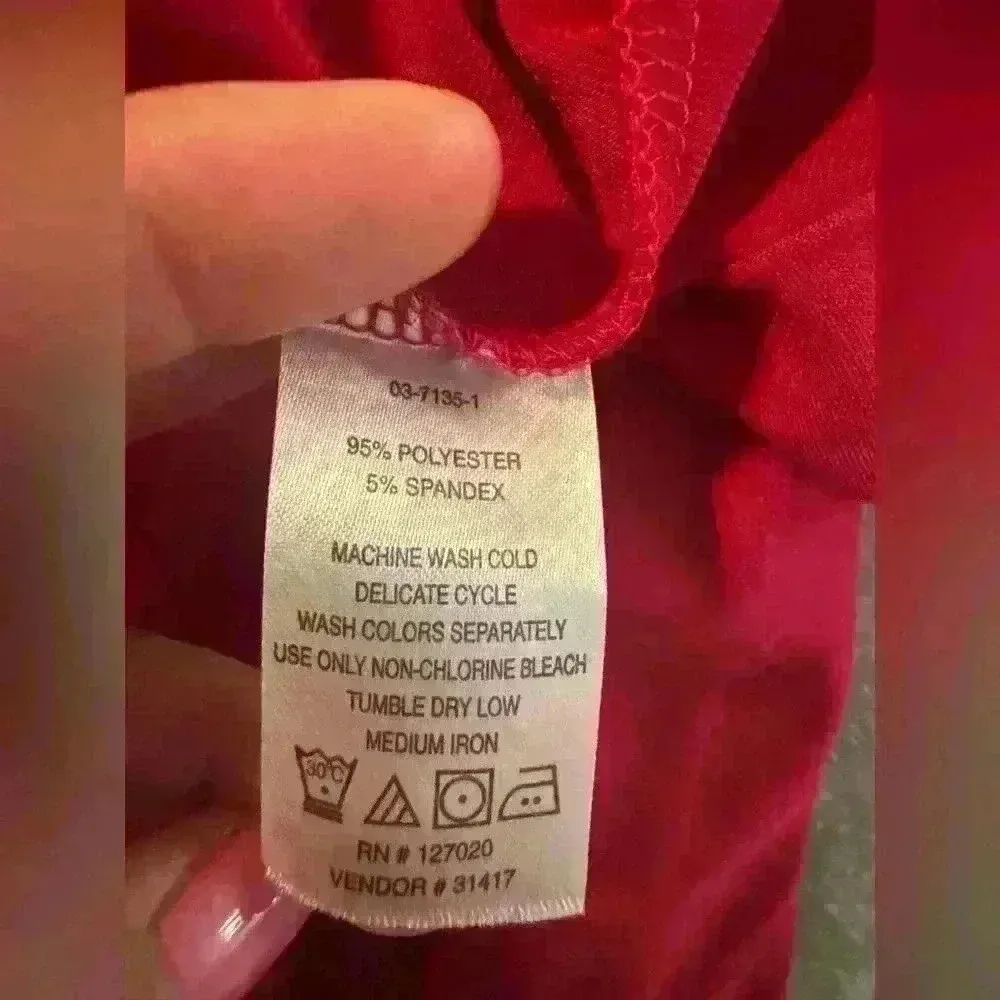 03-7135-1
95% POLYESTER
5% SPANDEX
MACHINE WASH COLD
DELICATE CYCLE
WASH COLORS SEPARATELY
USE ONLY NON-CHLORINE BLEACH
TUMBLE DRY LOW
MEDIUM IRON
30°C
RN # 127020
VENDOR # 31417